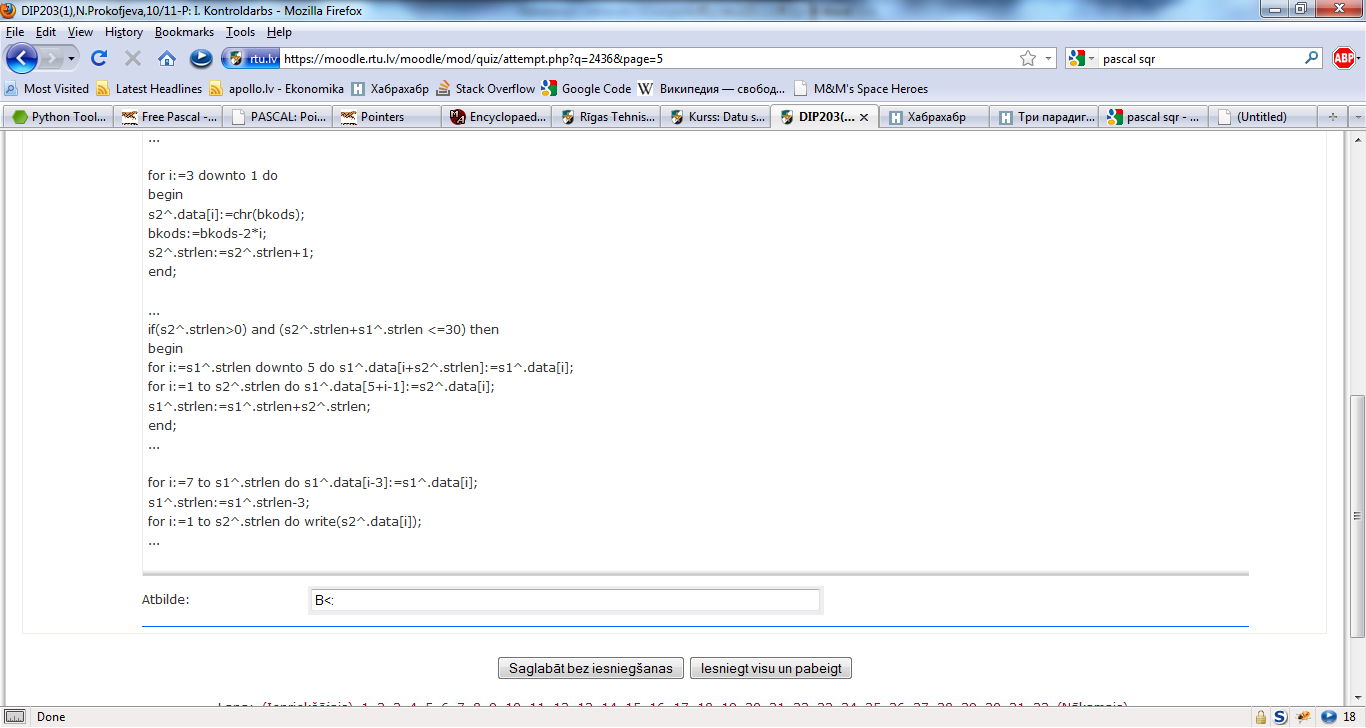 DIP203(1),N.Prokofjeva,10/11-P: I. Kontroldarbs - Mozilla Firefox
File Edit View History Bookmarks Tools Help
rtu.lv https://moodle.rtu.lv/moodle/mod/quiz/attempt.php?q=2436&page=5 pascal sqr ABP
Most Visited Latest Headlines apollo.lv - Ekonomika Хабрахабр Stack Overflow Google Code Википедия — свобод... M&M's Space Heroes
Python Tool... Free Pascal -... PASCAL: Poi... Pointers Encyclopaed... Rīgas Tehnis... Kurss: Datu s... DIP203(... Хабрахабр Три парадиг... pascal sqr - ... (Untitled)
...
for i:=3 downto 1 do
begin
s2^.data[i]:=chr(bkods);
bkods:=bkods-2*i;
s2^.strlen:=s2^.strlen+1;
end;
...
if(s2^.strlen>0) and (s2^.strlen+s1^.strlen <=30) then
begin
for i:=s1^.strlen downto 5 do s1^.data[i+s2^.strlen]:=s1^.data[i];
for i:=1 to s2^.strlen do s1^.data[5+i-1]:=s2^.data[i];
s1^.strlen:=s1^.strlen+s2^.strlen;
end;
...
for i:=7 to s1^.strlen do s1^.data[i-3]:=s1^.data[i];
s1^.strlen:=s1^.strlen-3;
for i:=1 to s2^.strlen do write(s2^.data[i]);
...
Atbilde: B<:
Saglabāt bez iesniegšanas Iesniegt visu un pabeigt
Done 18